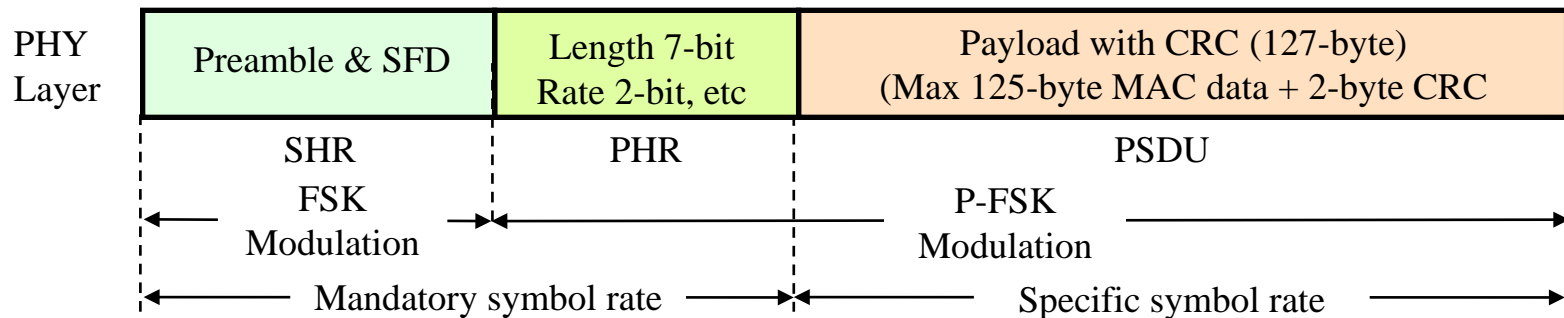 PHY
Layer
Preamble & SFD
Length 7-bit
Rate 2-bit, etc
Payload with CRC (127-byte)
(Max 125-byte MAC data + 2-byte CRC
SHR
PHR
PSDU
FSK
Modulation
P-FSK
Modulation
Mandatory symbol rate
Specific symbol rate